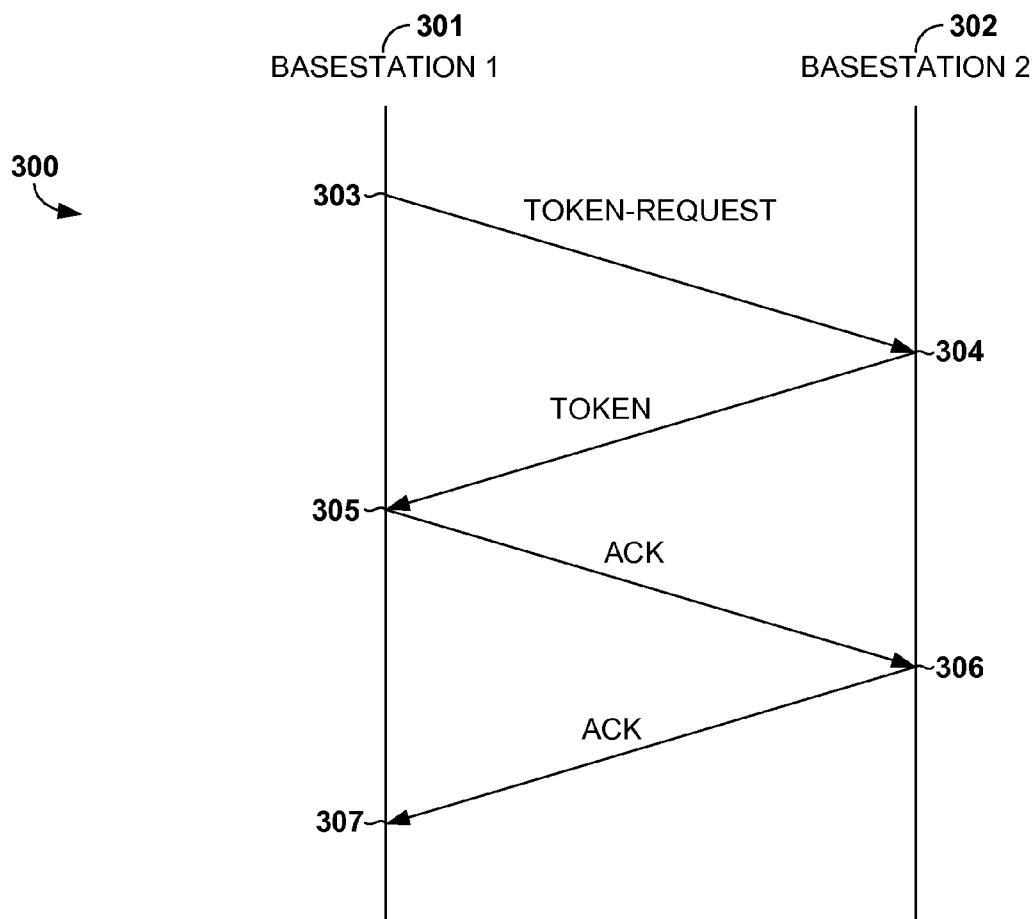 301
302
BASESTATION 1
BASESTATION 2
300
303
TOKEN-REQUEST
304
TOKEN
305
ACK
306
ACK
307